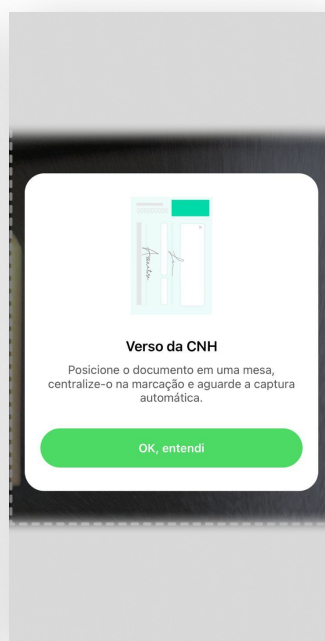 Verso da CNH
Posicione o documento em uma mesa,
centralize-o na marcação e aguarde a captura
automática.
OK, entendi